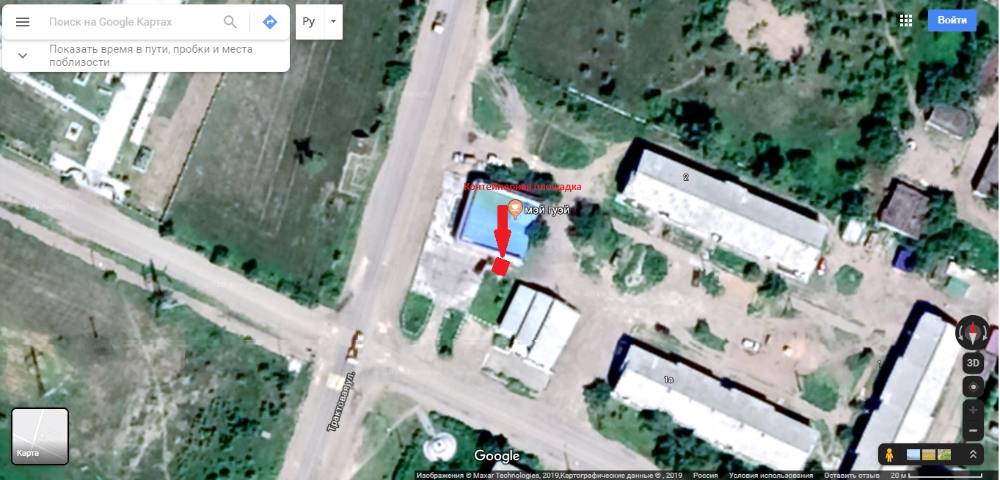 Поиск на Google Картах
Ру
Войти
Показать время в пути, пробки и места
поблизости
2
Контейнерная площадка
мэй гуэй
1
3D
1а
Трактовая ул.
Карта
Google
Изображения © Maxar Technologies, 2019,Картографические данные © , 2019 Россия Условия использования Оставить отзыв 20 м